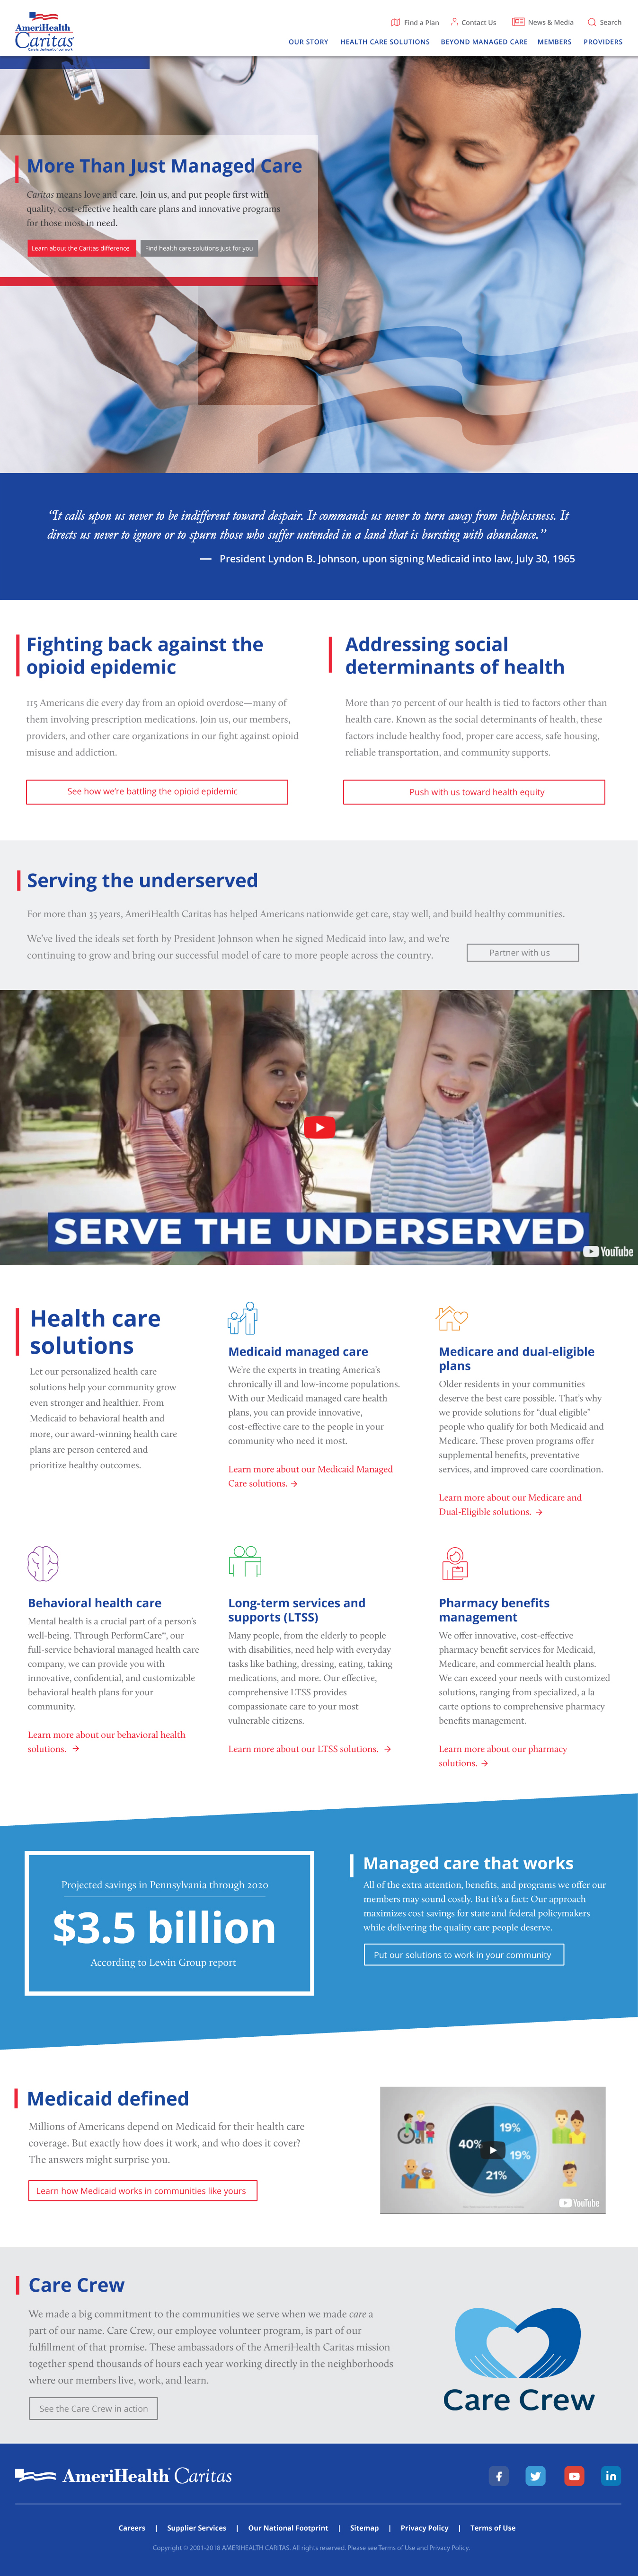 AmeriHealth
Caritas
Care is the heart of our work
Find a Plan
Contact Us
News & Media
Search
OUR STORY
HEALTH CARE SOLUTIONS
BEYOND MANAGED CARE
MEMBERS
PROVIDERS
More Than Just Managed Care
Caritas means love and care. Join us, and put people first with
quality, cost-effective health care plans and innovative programs
for those most in need.
Learn about the Caritas difference
Find health care solutions just for you
“It calls upon us never to be indifferent toward despair. It commands us never to turn away from helplessness. It
directs us never to ignore or to spurn those who suffer untended in a land that is bursting with abundance.”
— President Lyndon B. Johnson, upon signing Medicaid into law, July 30, 1965
Fighting back against the
opioid epidemic
115 Americans die every day from an opioid overdose—many of
them involving prescription medications. Join us, our members,
providers, and other care organizations in our fight against opioid
misuse and addiction.
See how we’re battling the opioid epidemic
Addressing social
determinants of health
More than 70 percent of our health is tied to factors other than
health care. Known as the social determinants of health, these
factors include healthy food, proper care access, safe housing,
reliable transportation, and community supports.
Push with us toward health equity
Serving the underserved
For more than 35 years, AmeriHealth Caritas has helped Americans nationwide get care, stay well, and build healthy communities.
We’ve lived the ideals set forth by President Johnson when he signed Medicaid into law, and we’re
continuing to grow and bring our successful model of care to more people across the country.
Partner with us
SERVE THE UNDERSERVED
YouTube
Health care
solutions
Let our personalized health care
solutions help your community grow
even stronger and healthier. From
Medicaid to behavioral health and
more, our award-winning health care
plans are person centered and
prioritize healthy outcomes.
Medicaid managed care
We’re the experts in treating America’s
chronically ill and low-income populations.
With our Medicaid managed care health
plans, you can provide innovative,
cost-effective care to the people in your
community who need it most.
Learn more about our Medicaid Managed
Care solutions. →
Medicare and dual-eligible
plans
Older residents in your communities
deserve the best care possible. That’s why
we provide solutions for “dual eligible”
people who qualify for both Medicaid and
Medicare. These proven programs offer
supplemental benefits, preventative
services, and improved care coordination.
Learn more about our Medicare and
Dual-Eligible solutions. →
Behavioral health care
Mental health is a crucial part of a person’s
well-being. Through PerformCare®, our
full-service behavioral managed health care
company, we can provide you with
innovative, confidential, and customizable
behavioral health plans for your
community.
Learn more about our behavioral health
solutions. →
Long-term services and
supports (LTSS)
Many people, from the elderly to people
with disabilities, need help with everyday
tasks like bathing, dressing, eating, taking
medications, and more. Our effective,
comprehensive LTSS provides
compassionate care to your most
vulnerable citizens.
Learn more about our LTSS solutions. →
Pharmacy benefits
management
We offer innovative, cost-effective
pharmacy benefit services for Medicaid,
Medicare, and commercial health plans.
We can exceed your needs with customized
solutions, ranging from specialized, a la
carte options to comprehensive pharmacy
benefits management.
Learn more about our pharmacy
solutions. →
Projected savings in Pennsylvania through 2020
$3.5 billion
According to Lewin Group report
Managed care that works
All of the extra attention, benefits, and programs we offer our
members may sound costly. But it’s a fact: Our approach
maximizes cost savings for state and federal policymakers
while delivering the quality care people deserve.
Put our solutions to work in your community
Medicaid defined
Millions of Americans depend on Medicaid for their health care
coverage. But exactly how does it work, and who does it cover?
The answers might surprise you.
Learn how Medicaid works in communities like yours
19%
40%
19%
21%
YouTube
Care Crew
We made a big commitment to the communities we serve when we made care a
part of our name. Care Crew, our employee volunteer program, is part of our
fulfillment of that promise. These ambassadors of the AmeriHealth Caritas mission
together spend thousands of hours each year working directly in the neighborhoods
where our members live, work, and learn.
See the Care Crew in action
Care Crew
AmeriHealth Caritas
Careers | Supplier Services | Our National Footprint | Sitemap | Privacy Policy | Terms of Use
Copyright © 2001-2018 AMERIHEALTH CARITAS. All rights reserved. Please see Terms of Use and Privacy Policy.